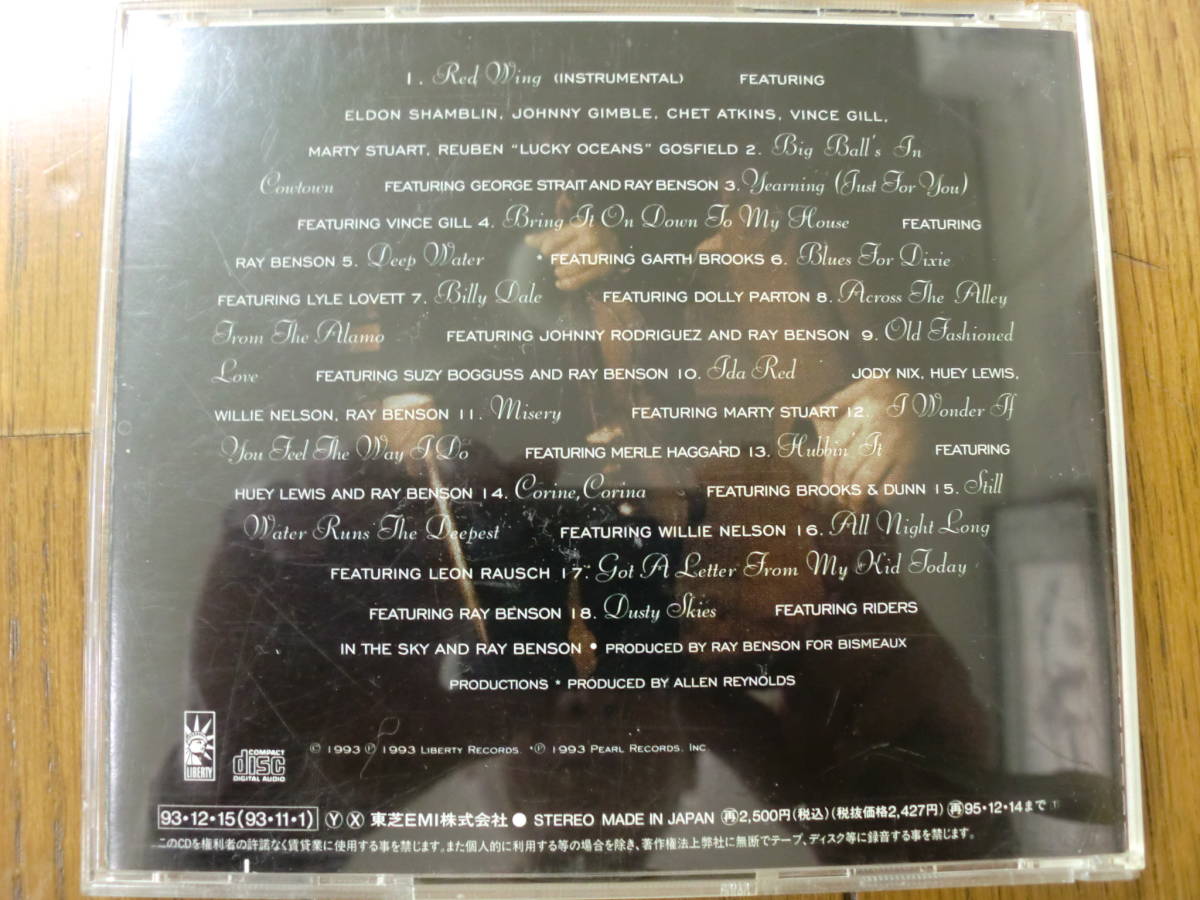 1. Red Wing (INSTRUMENTAL) FEATURING
ELDON SHAMBLIN, JOHNNY GIMBLE, CHET ATKINS, VINCE GILL,
MARTY STUART, REUBEN "LUCKY OCEANS" GOSFIELD 2. Big Ball's In
Cowtown FEATURING GEORGE STRAIT AND RAY BENSON 3. Yearning (Just For You)
FEATURING VINCE GILL 4. Bring It On Down To My House FEATURING
RAY BENSON 5. Deep Water * FEATURING GARTH BROOKS 6. Blues For Dixie
FEATURING LYLE LOVETT 7. Billy Dale FEATURING DOLLY PARTON 8. Across The Alley
From The Alamo FEATURING JOHNNY RODRIGUEZ AND RAY BENSON 9. Old Fashioned
Love FEATURING SUZY BOGGUSS AND RAY BENSON 10. Ida Red JODY NIX, HUEY LEWIS,
WILLIE NELSON, RAY BENSON 11. Misery FEATURING MARTY STUART 12. I Wonder If
You Feel The Way I Do FEATURING MERLE HAGGARD 13. Hubbin' It FEATURING
HUEY LEWIS AND RAY BENSON 14. Corine, Corina FEATURING BROOKS & DUNN 15. Still
Water Runs The Deepest FEATURING WILLIE NELSON 16. All Night Long
FEATURING LEON RAUSCH 17. Got A Letter From My Kid Today
FEATURING RAY BENSON 18. Dusty Skies FEATURING RIDERS
IN THE SKY AND RAY BENSON • PRODUCED BY RAY BENSON FOR BISMEAUX
PRODUCTIONS * PRODUCED BY ALLEN REYNOLDS
LIBERTY
COMPACT
disc
DIGITAL AUDIO
© 1993 ℗ 1993 LIBERTY RECORDS. *℗ 1993 PEARL RECORDS, INC
93・12・15(93・11・1) Ⓨ Ⓧ 東芝EMI株式会社● STEREO MADE IN JAPAN ㊢2,500円(税込)(税抜価格2,427円) ㊢95・12・14まで
このCDを権利者の許諾なく賃貸業に使用する事を禁じます。また個人的に利用する等の場合を除き、著作権法上弊社に無断でテープ、ディスク等に録音する事を禁じます。